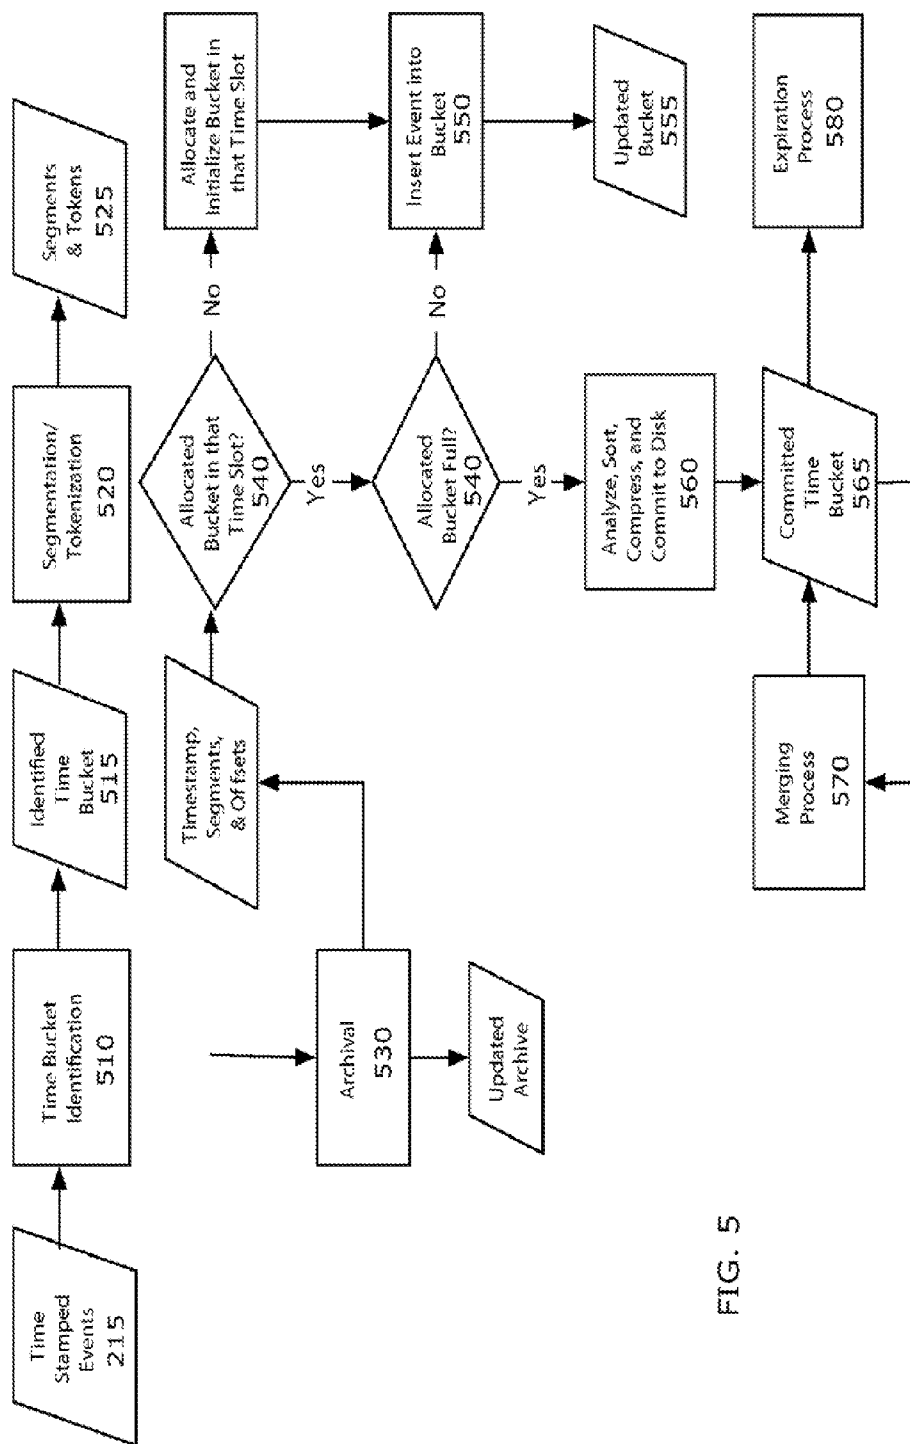 Time
Stamped
Events
215
Time Bucket
Identification
510
Identified
Time
Bucket
515
Segmentation/
Tokenization
520
Segments
& Tokens
525
Archival
530
Updated
Archive
Timestamp,
Segments,
& Offsets
Allocated
Bucket in that
Time Slot?
540
No
Allocate and
Initialize Bucket in
that Time Slot
Yes
Allocated
Bucket Full?
540
No
Insert Event into
Bucket
550
Updated
Bucket
555
Yes
Analyze, Sort,
Compress, and
Commit to Disk
560
Merging
Process
570
Committed
Time
Bucket
565
Expiration
Process
580
FIG. 5